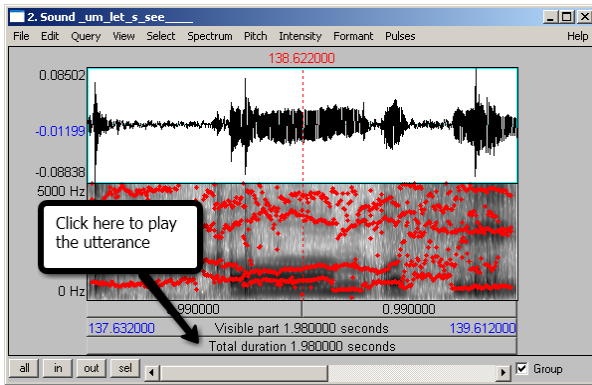 2. Sound _um_let_s_see____
File Edit Query View Select Spectrum Pitch Intensity Formant Pulses Help
138.622000
0.08502
-0.01199
-0.08838
5000 Hz
Click here to play
the utterance
0 Hz
.990000 0.990000
137.632000 Visible part 1.980000 seconds 139.612000
Total duration 1.980000 seconds
all in out sel Group